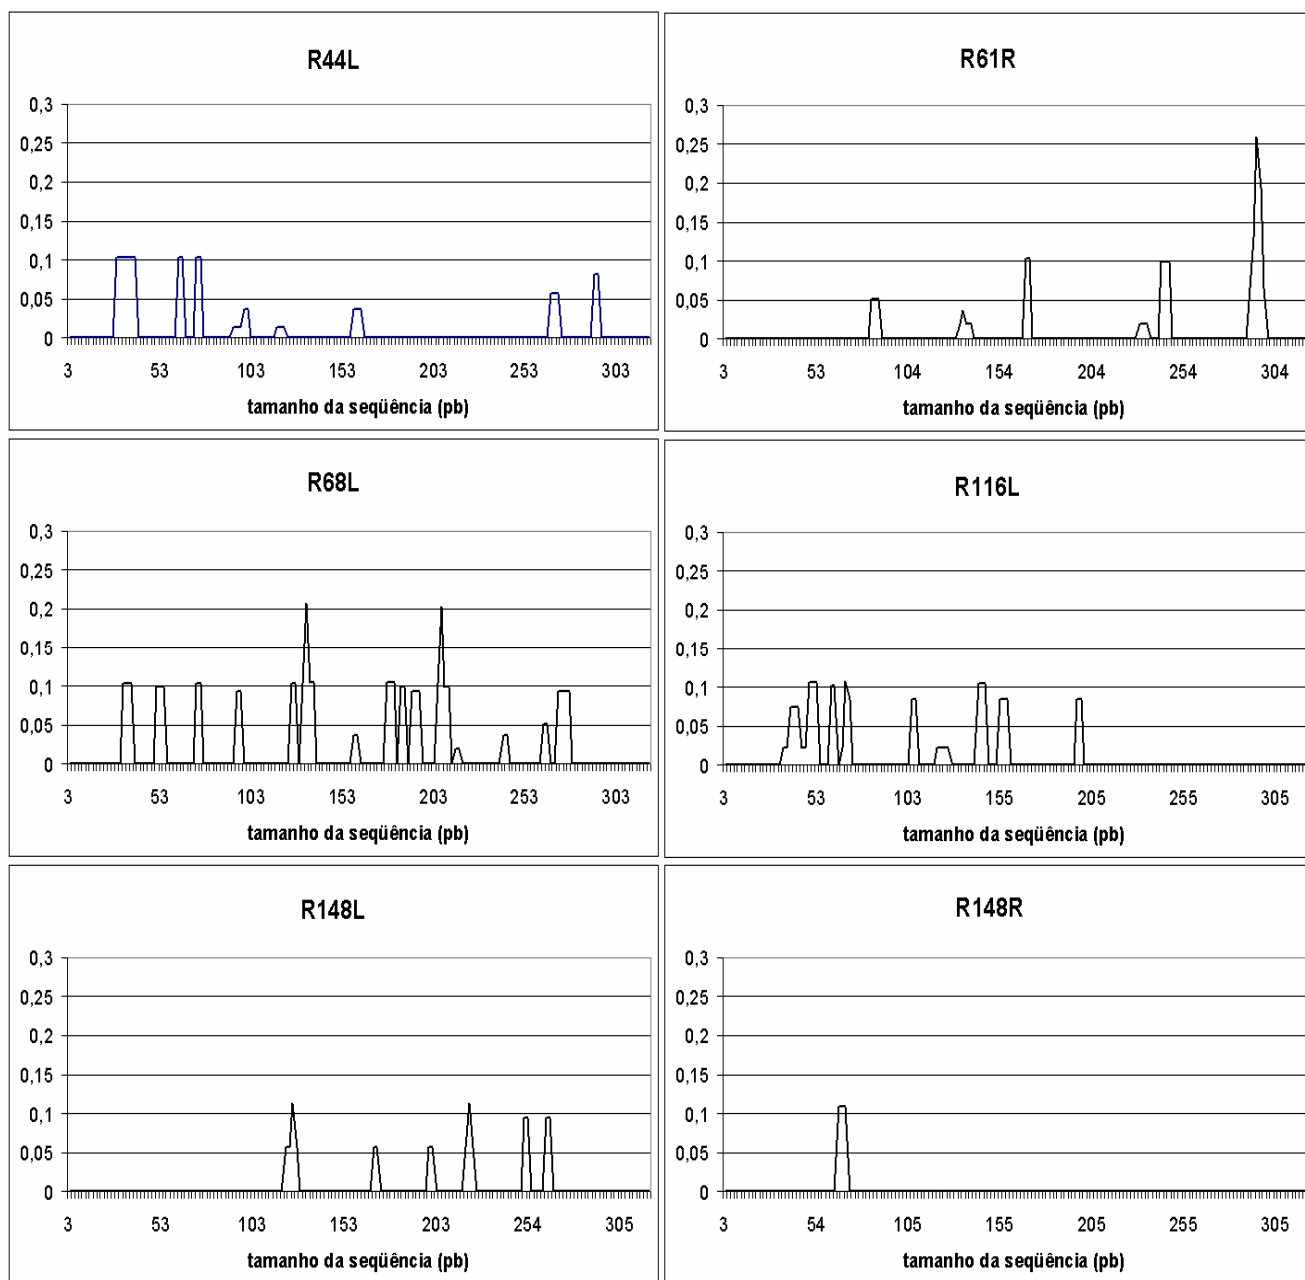 R44L
0,3
0,25
0,2
0,15
0,1
0,05
0
3 53 103 153 203 253 303
tamanho da seqüência (pb)
R61R
0,3
0,25
0,2
0,15
0,1
0,05
0
3 53 104 154 204 254 304
tamanho da seqüência (pb)
R68L
0,3
0,25
0,2
0,15
0,1
0,05
0
3 53 103 153 203 253 303
tamanho da seqüência (pb)
R116L
0,3
0,25
0,2
0,15
0,1
0,05
0
3 53 103 155 205 255 305
tamanho da seqüência (pb)
R148L
0,3
0,25
0,2
0,15
0,1
0,05
0
3 53 103 153 203 254 305
tamanho da seqüência (pb)
R148R
0,3
0,25
0,2
0,15
0,1
0,05
0
3 54 105 155 205 255 305
tamanho da seqüência (pb)